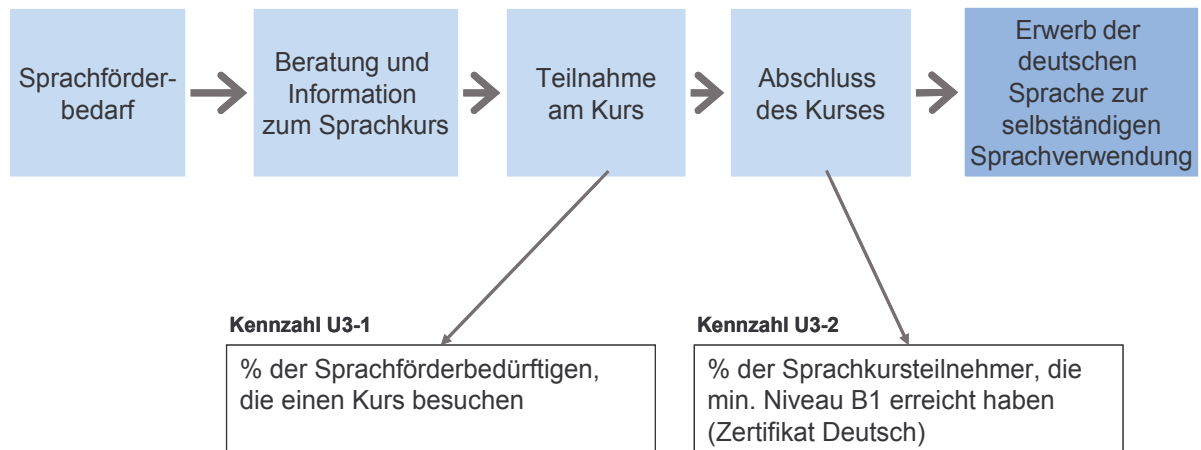 Sprachförder-
bedarf
Beratung und
Information
zum Sprachkurs
Teilnahme
am Kurs
Abschluss
des Kurses
Erwerb der
deutschen
Sprache zur
selbständigen
Sprachverwendung
Kennzahl U3-1
% der Sprachförderbedürftigen,
die einen Kurs besuchen
Kennzahl U3-2
% der Sprachkursteilnehmer, die
min. Niveau B1 erreicht haben
(Zertifikat Deutsch)